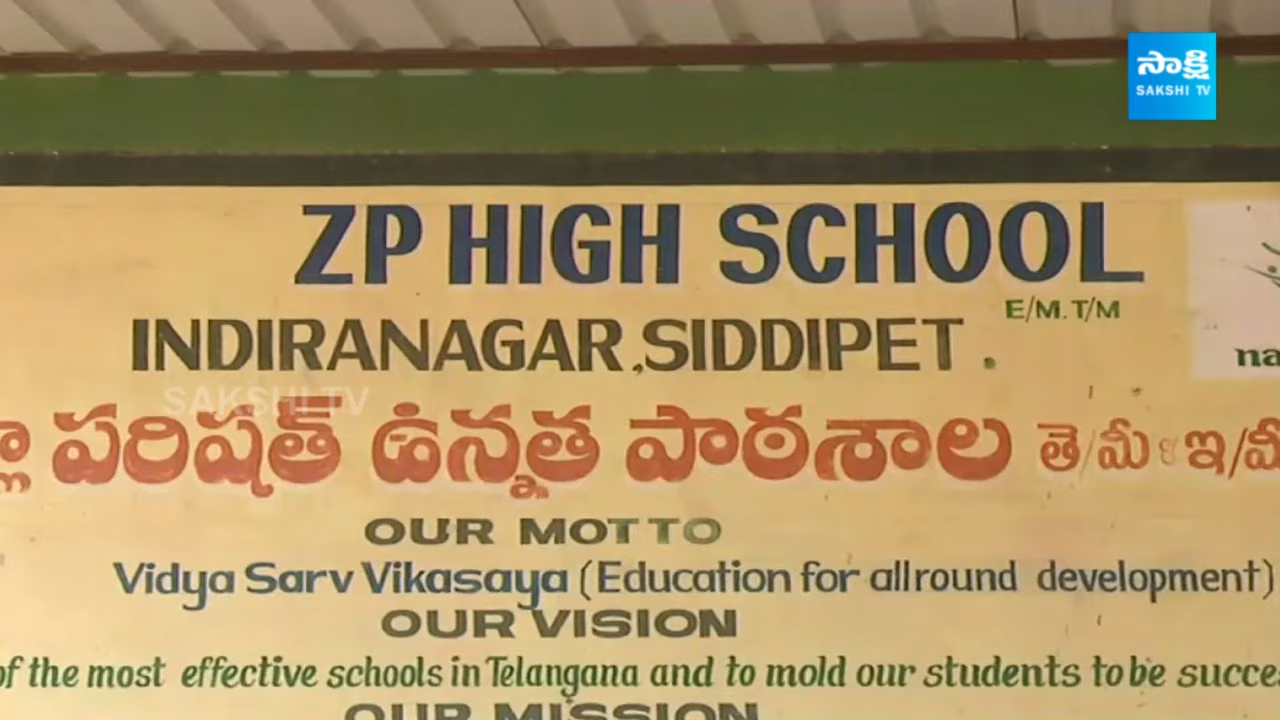 సాక్షి
SAKSHI TV
ZP HIGH SCHOOL
E/M. T/M
INDIRANAGAR, SIDDIPET.
SAKSHI TV
పరిషత్ ఉన్నత పాఠశాల తె/మీ ఇ/మీ
OUR MOTTO
Vidya Sarv Vikasaya (Education for allround development)
OUR VISION
of the most effective schools in Telangana and to mold our students to be succe
OUR MISSION